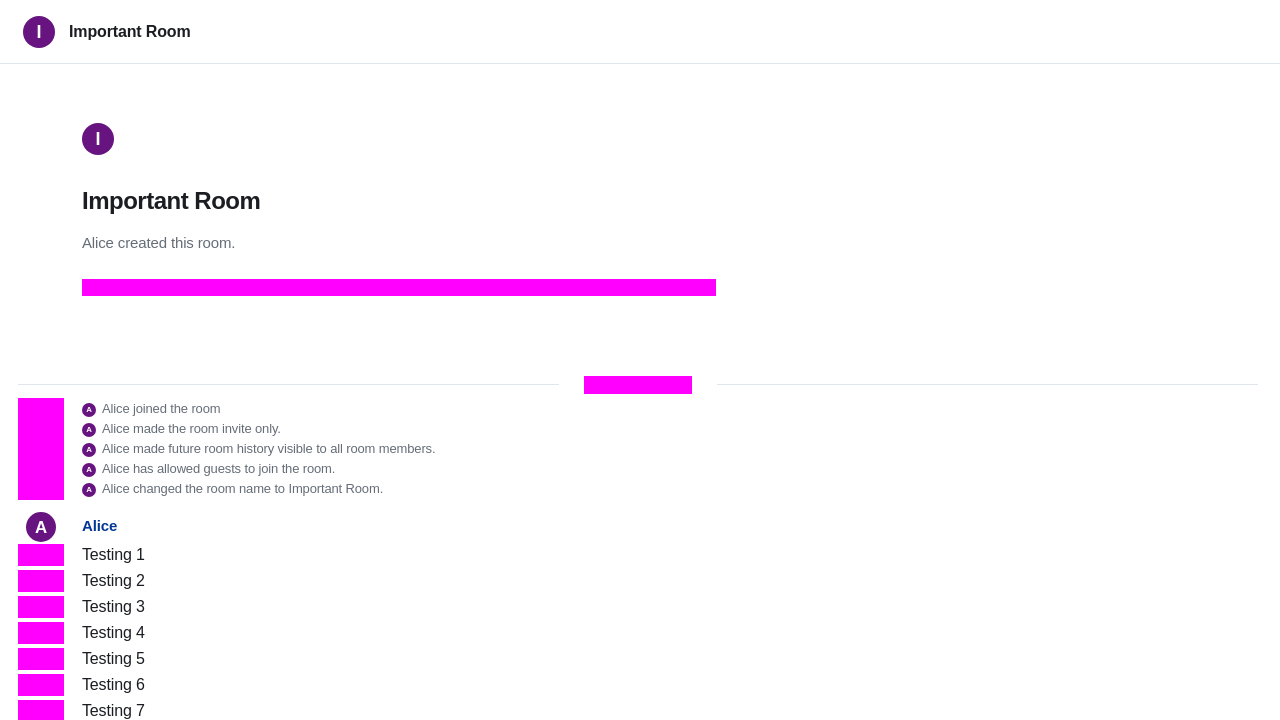 I Important Room
I
Important Room
Alice created this room.
A Alice joined the room
A Alice made the room invite only.
A Alice made future room history visible to all room members.
A Alice has allowed guests to join the room.
A Alice changed the room name to Important Room.
A Alice
Testing 1
Testing 2
Testing 3
Testing 4
Testing 5
Testing 6
Testing 7